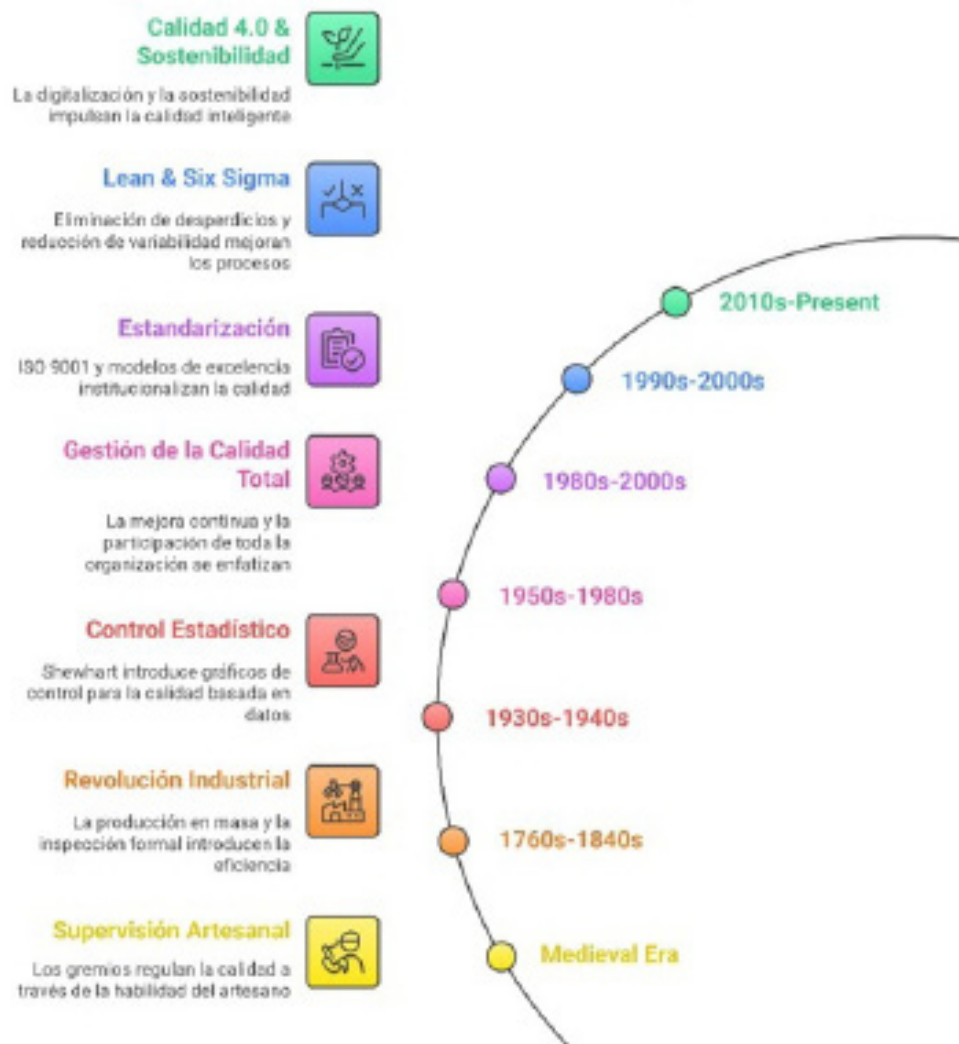 Calidad 4.0 &
Sostenibilidad
La digitalización y la sostenibilidad
impulsan la calidad inteligente
2010s-Present
Lean & Six Sigma
Eliminación de desperdicios y
reducción de variabilidad mejoran
los procesos
1990s-2000s
Estandarización
ISO 9001 y modelos de excelencia
institucionalizan la calidad
1980s-2000s
Gestión de la Calidad
Total
La mejora continua y la
participación de toda la
organización se enfatizan
1950s-1980s
Control Estadístico
Shewhart introduce gráficos de
control para la calidad basada en
datos
1930s-1940s
Revolución Industrial
La producción en masa y la
inspección formal introducen la
eficiencia
1760s-1840s
Supervisión Artesanal
Los gremios regulan la calidad a
través de la habilidad del artesano
Medieval Era